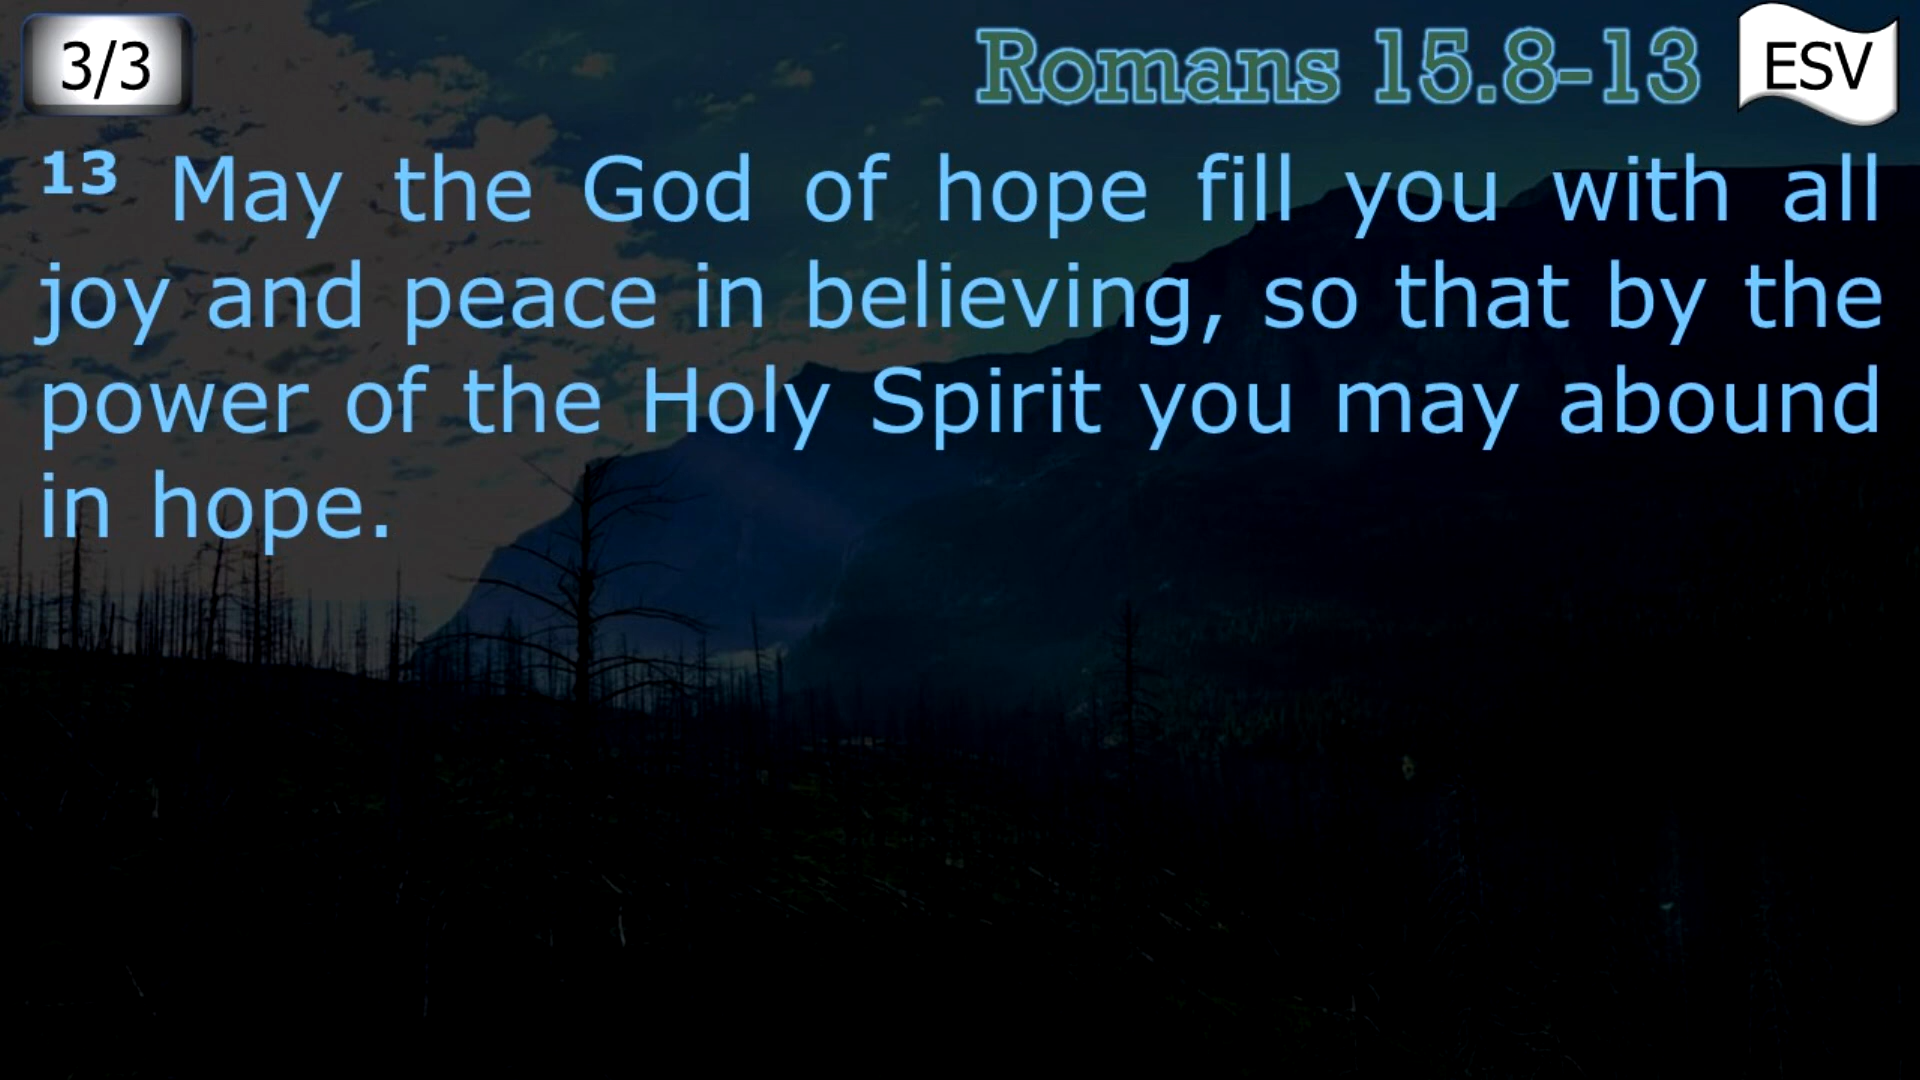 3/3
Romans 15.8-13
ESV
13 May the God of hope fill you with all
joy and peace in believing, so that by the
power of the Holy Spirit you may abound
in hope.